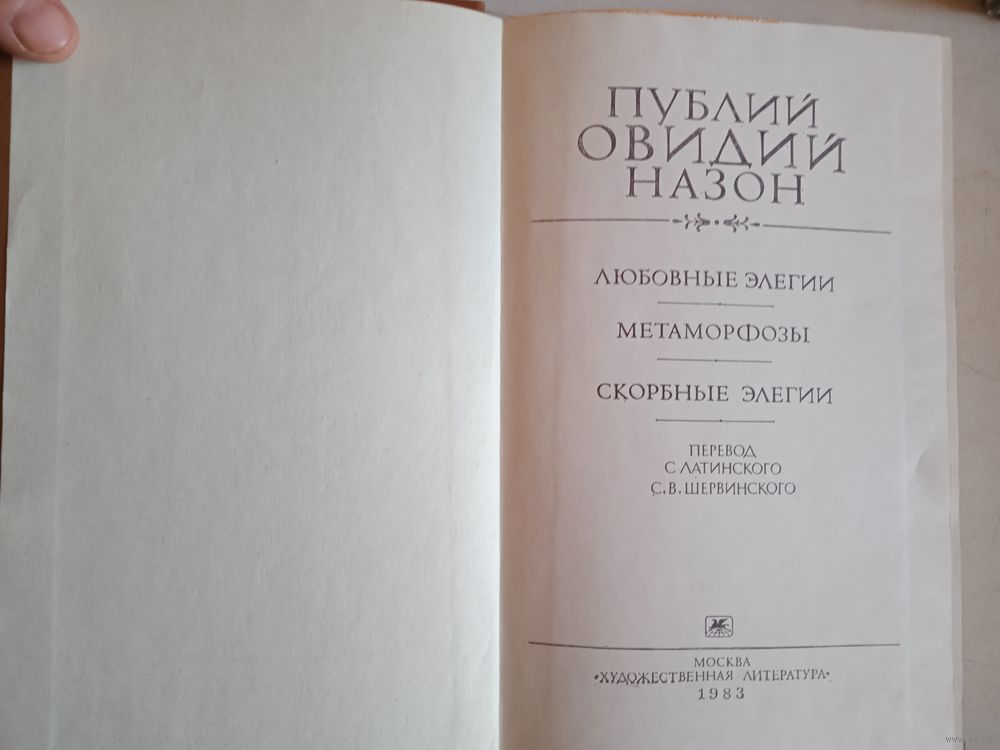 ПУБЛИЙ
ОВИДИЙ
НАЗОН
ЛЮБОВНЫЕ ЭЛЕГИИ
МЕТАМОРФОЗЫ
СКОРБНЫЕ ЭЛЕГИИ
ПЕРЕВОД
С ЛАТИНСКОГО
С. В. ШЕРВИНСКОГО
МОСКВА
«ХУДОЖЕСТВЕННАЯ ЛИТЕРАТУРА»
1983